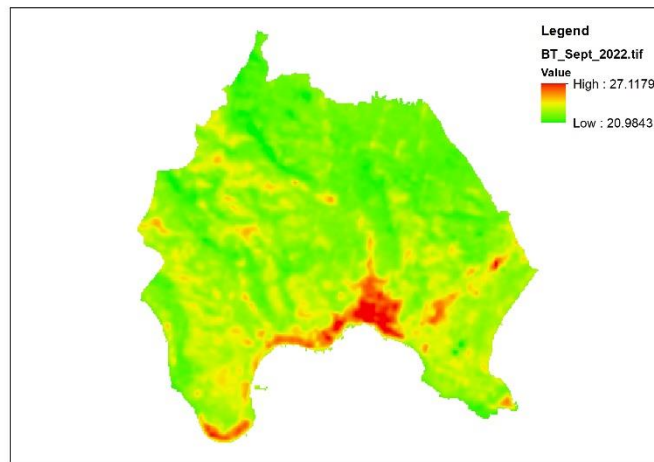 Legend
BT_Sept_2022.tif
Value
High : 27.1179
Low : 20.9843